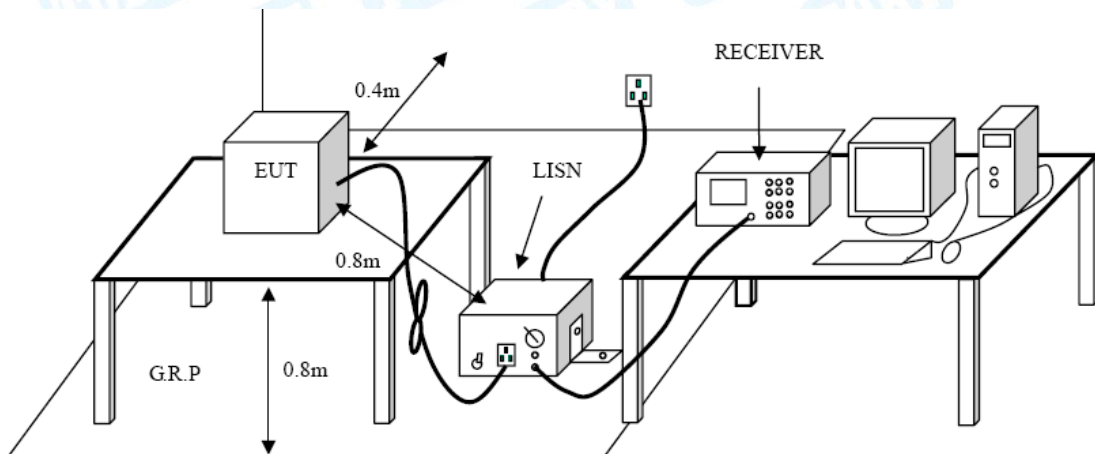 RECEIVER
0.4m
EUT
LISN
0.8m
G.R.P
0.8m